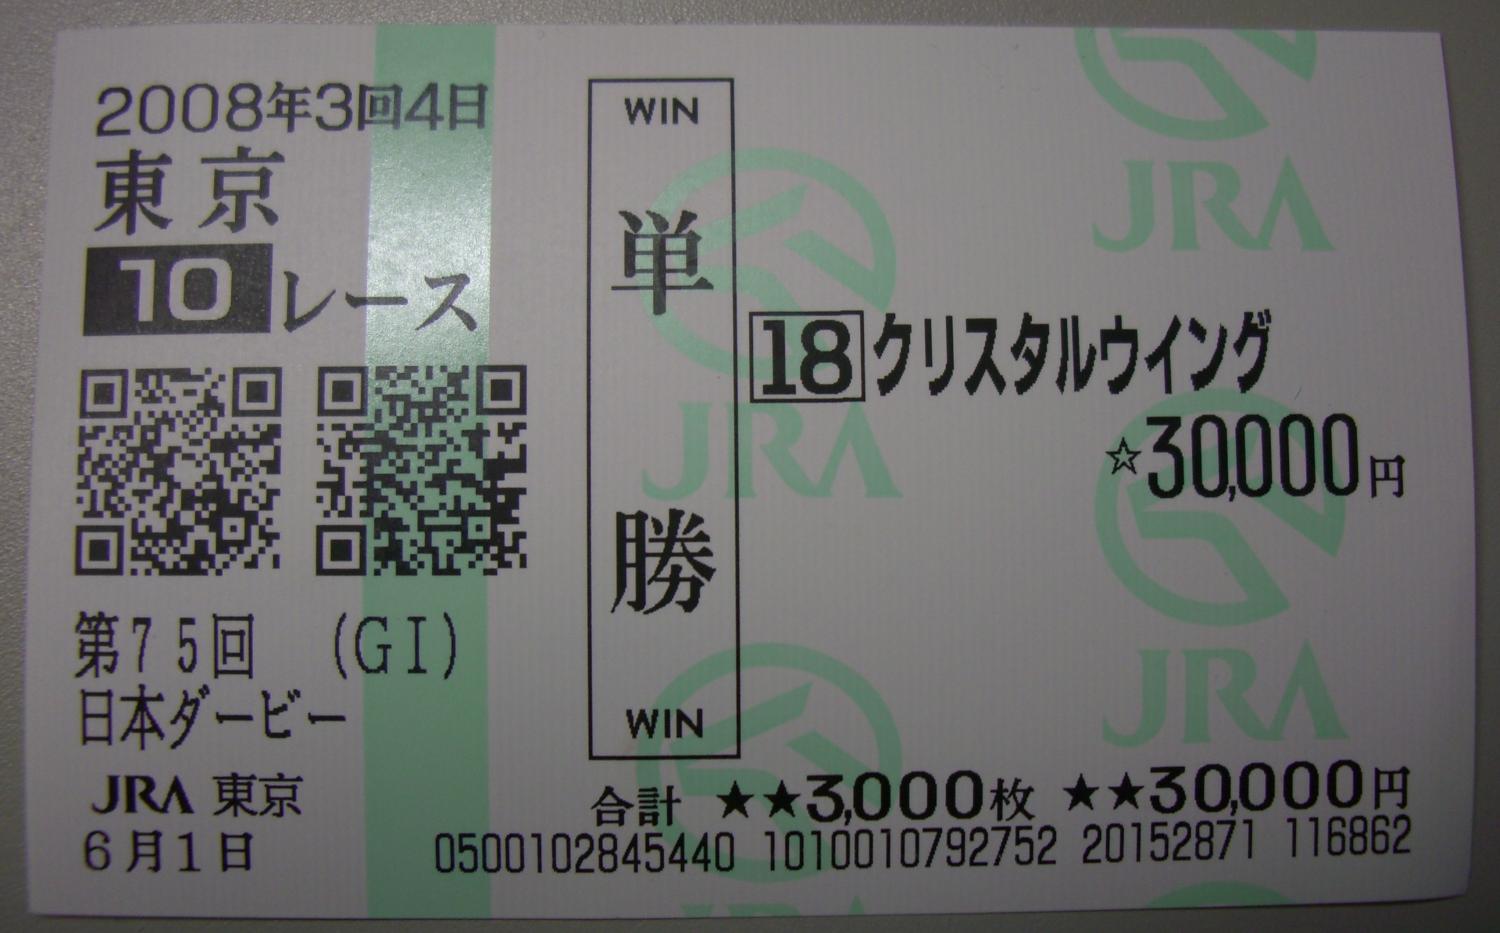 2008年3回4日
東京
10レース
第75回 (GI)
日本ダービー
JRA 東京
6月1日
WIN
単勝
WIN
18 クリスタルウイング
☆30,000円
合計 ★★3,000枚 ★★30,000円
0500102845440 1010010792752 20152871 116862
JRA
JRA
JRA
JRA